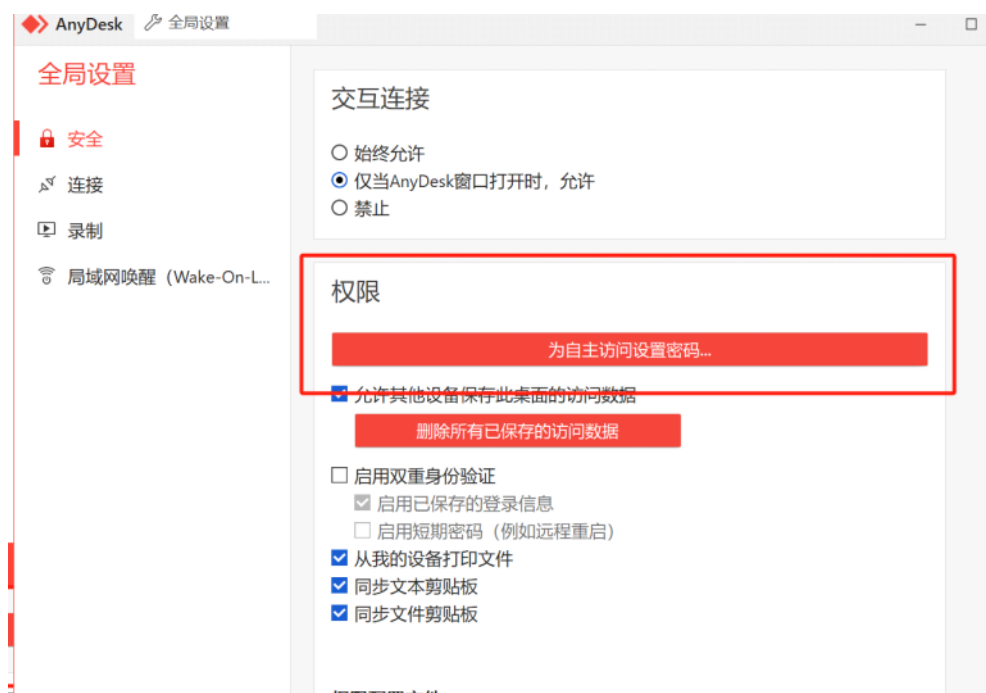 AnyDesk 全局设置
全局设置
安全
连接
录制
局域网唤醒（Wake-On-L...
交互连接
始终允许
仅当AnyDesk窗口打开时，允许
禁止
权限
为自主访问设置密码...
允许其他设备保存此桌面的访问数据
删除所有已保存的访问数据
启用双重身份验证
启用已保存的登录信息
启用短期密码（例如远程重启）
从我的设备打印文件
同步文本剪贴板
同步文件剪贴板